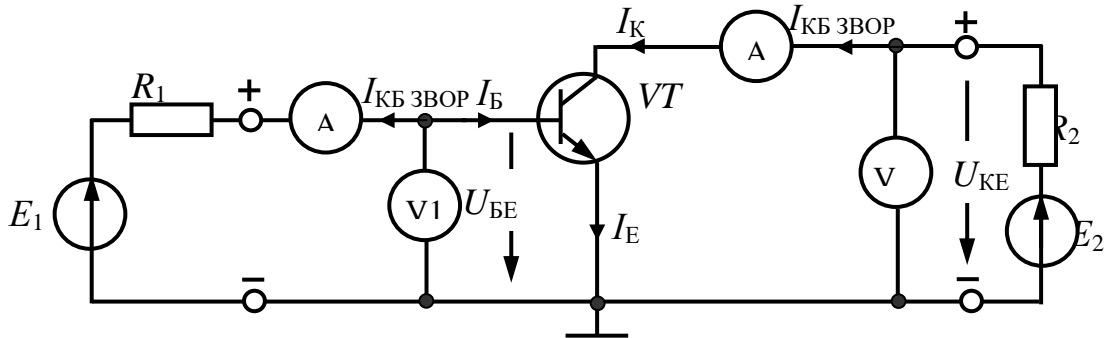 I_К I_КБ ЗВОР +
A
R_1 + I_КБ ЗВОР I_Б VT
A R_2
V
V1 U_БЕ U_КЕ
E_1 I_Е E_2
− −